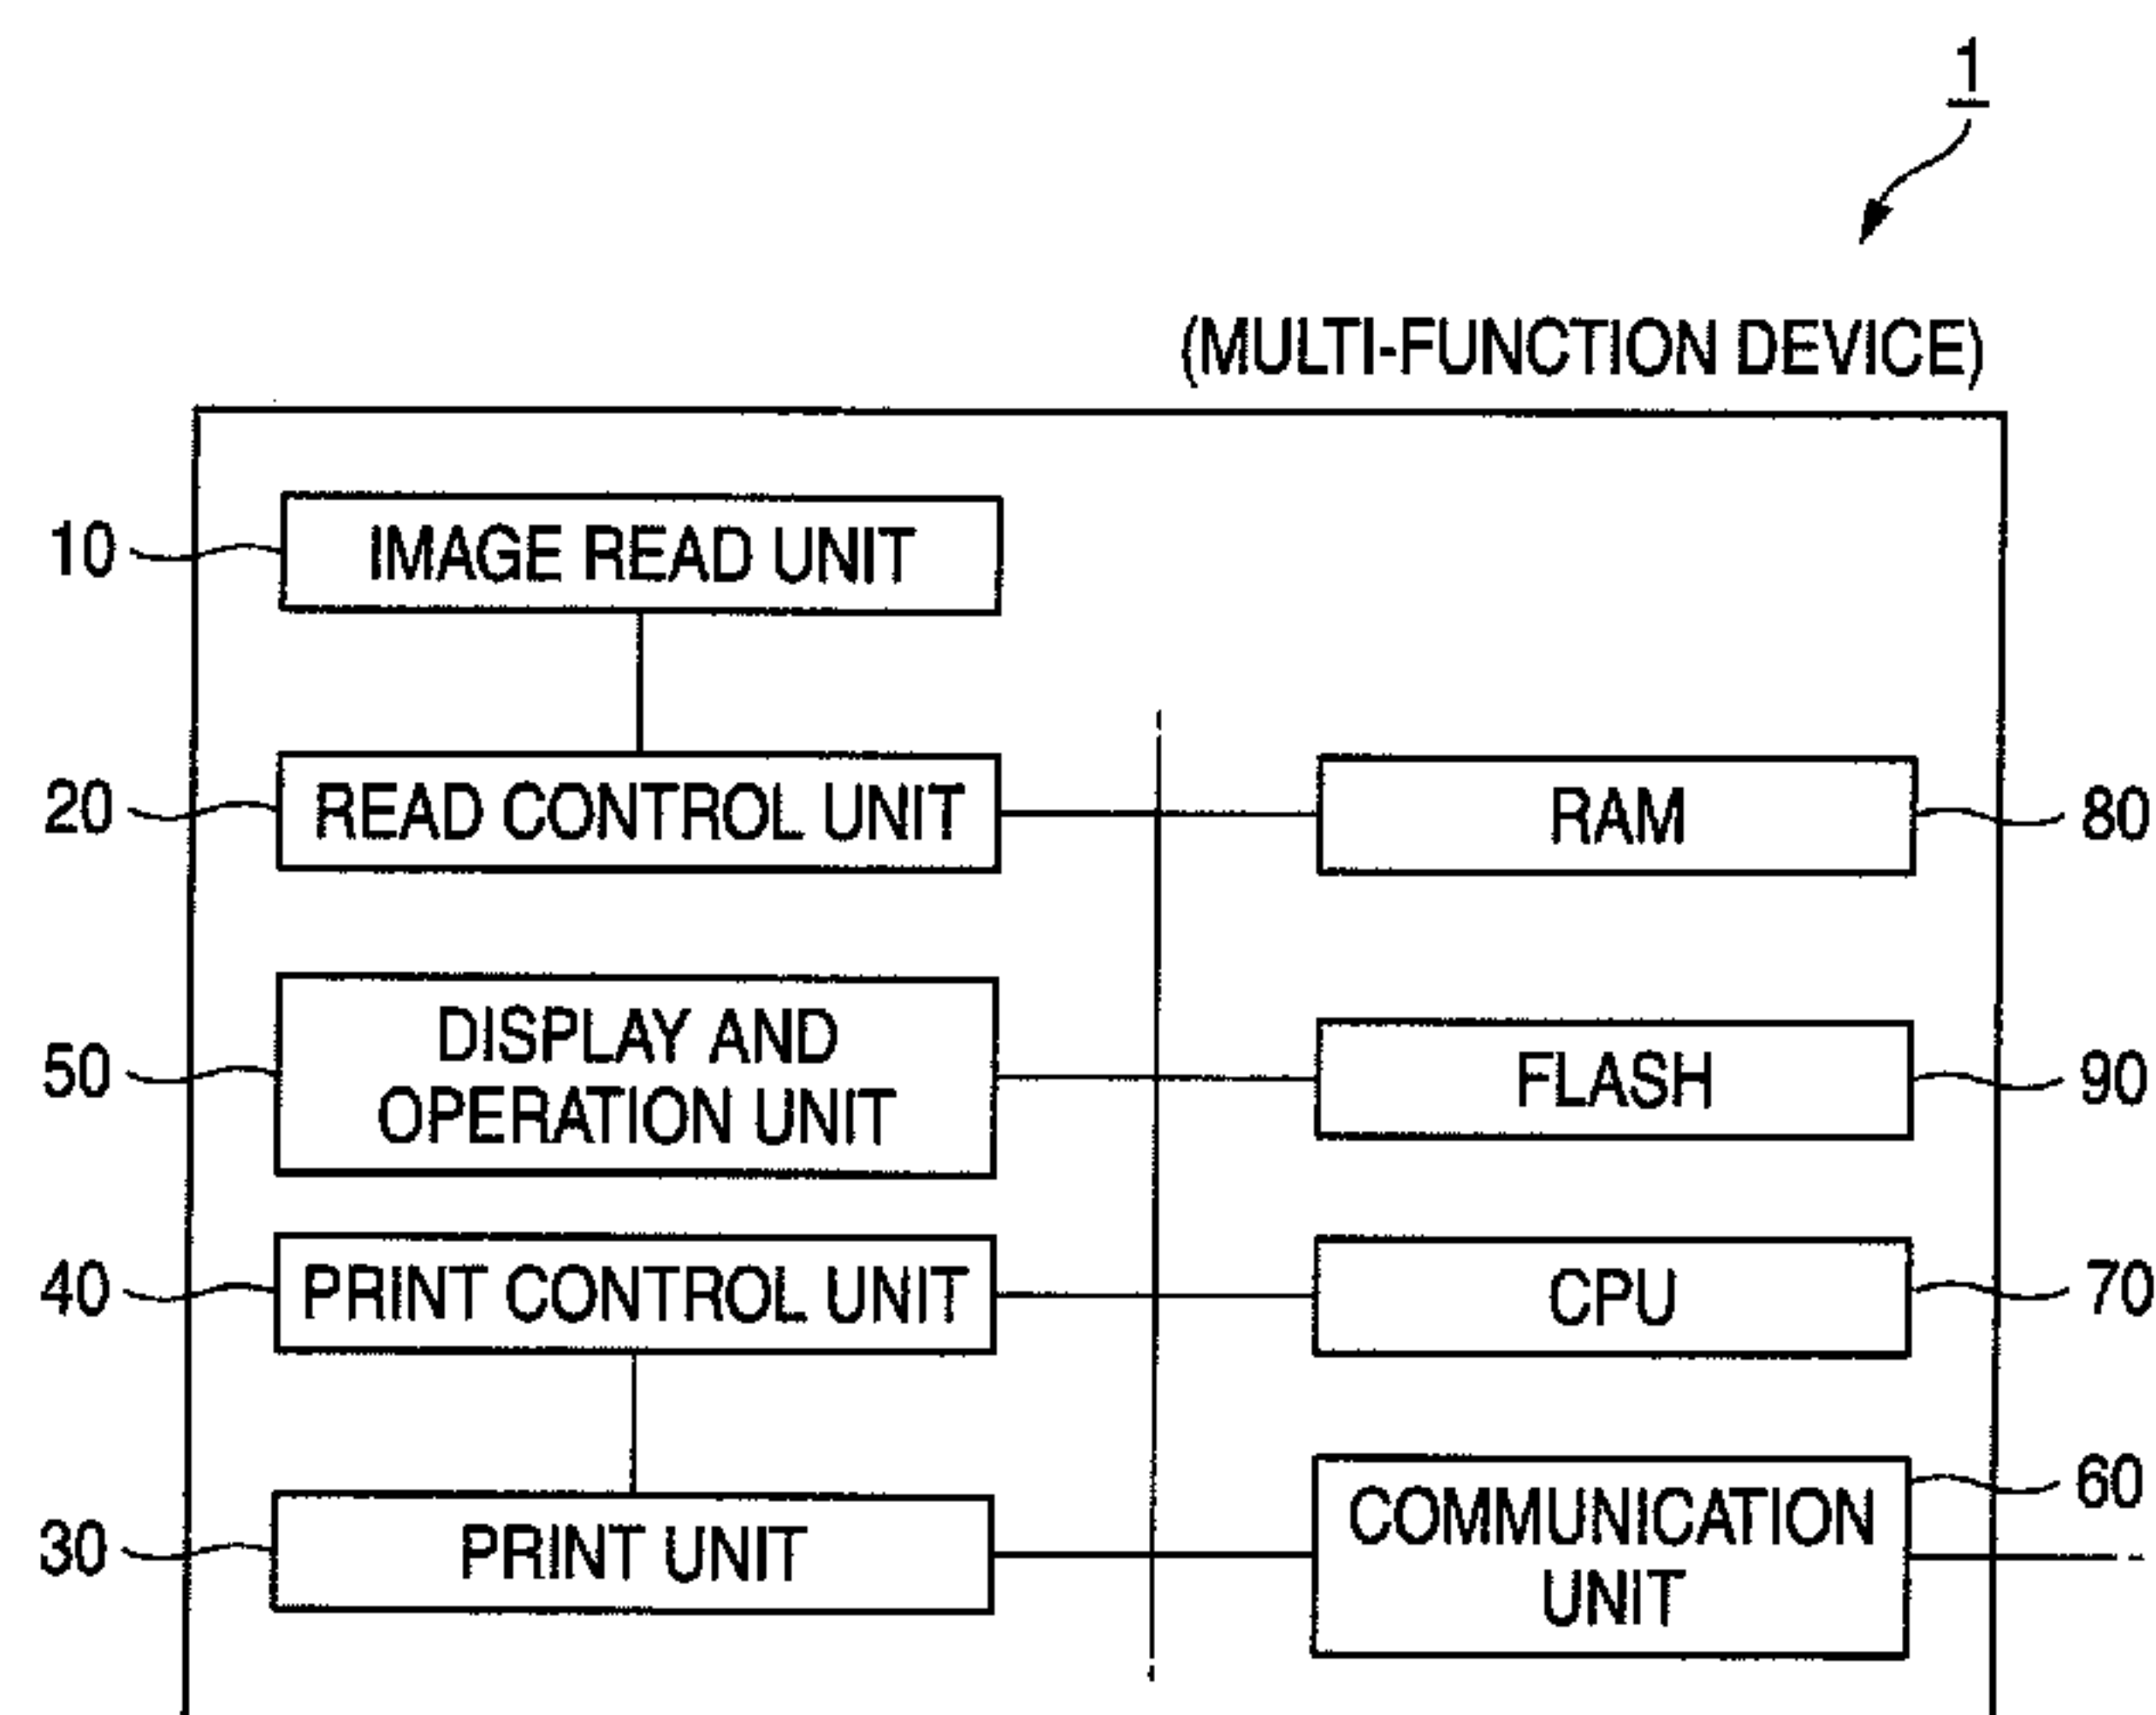 1
(MULTI-FUNCTION DEVICE)
10
IMAGE READ UNIT
20
READ CONTROL UNIT
RAM
80
50
DISPLAY AND
OPERATION UNIT
FLASH
90
40
PRINT CONTROL UNIT
CPU
70
30
PRINT UNIT
COMMUNICATION
UNIT
60